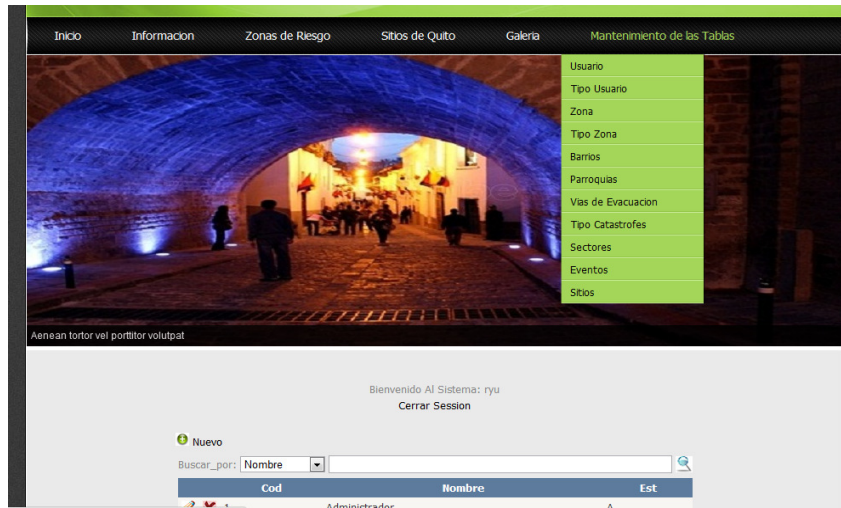 Inicio Informacion Zonas de Riesgo Sitios de Quito Galeria Mantenimiento de las Tablas
Usuario
Tipo Usuario
Zona
Tipo Zona
Barrios
Parroquias
Vias de Evacuacion
Tipo Catastrofes
Sectores
Eventos
Sitios
Aenean tortor vel porttitor volutpat
Bienvenido Al Sistema: ryu
Cerrar Session
Nuevo
Buscar_por: Nombre
Cod Nombre Est
1 Administrador A